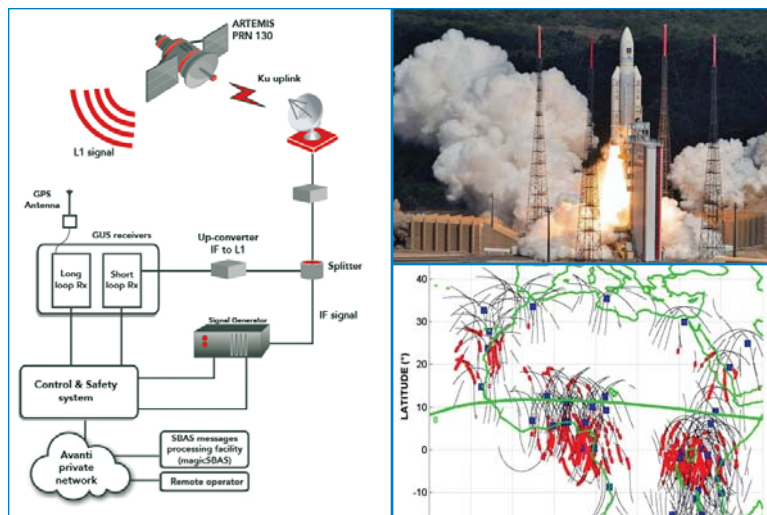 ARTEMIS
PRN 130
Ku uplink
L1 signal
GPS
Antenna
GUS receivers
Long
loop Rx
Short
loop Rx
Up-converter
IF to L1
Splitter
Signal Generator
IF signal
Control & Safety
system
Avanti
private
network
SBAS messages
processing facility
(magicSBAS)
Remote operator
LATITUDE (°)
40
30
20
10
0
-10
0